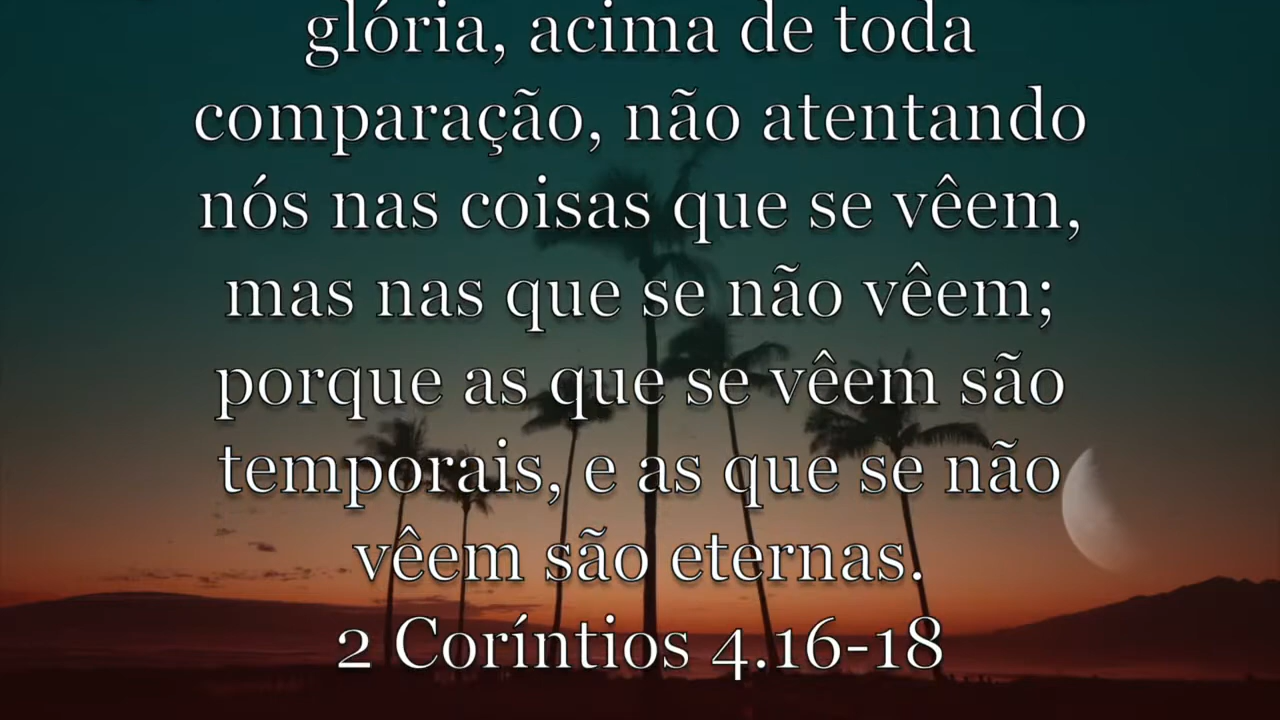 glória, acima de toda
comparação, não atentando
nós nas coisas que se vêem,
mas nas que se não vêem;
porque as que se vêem são
temporais, e as que se não
vêem são eternas.
2 Coríntios 4.16-18